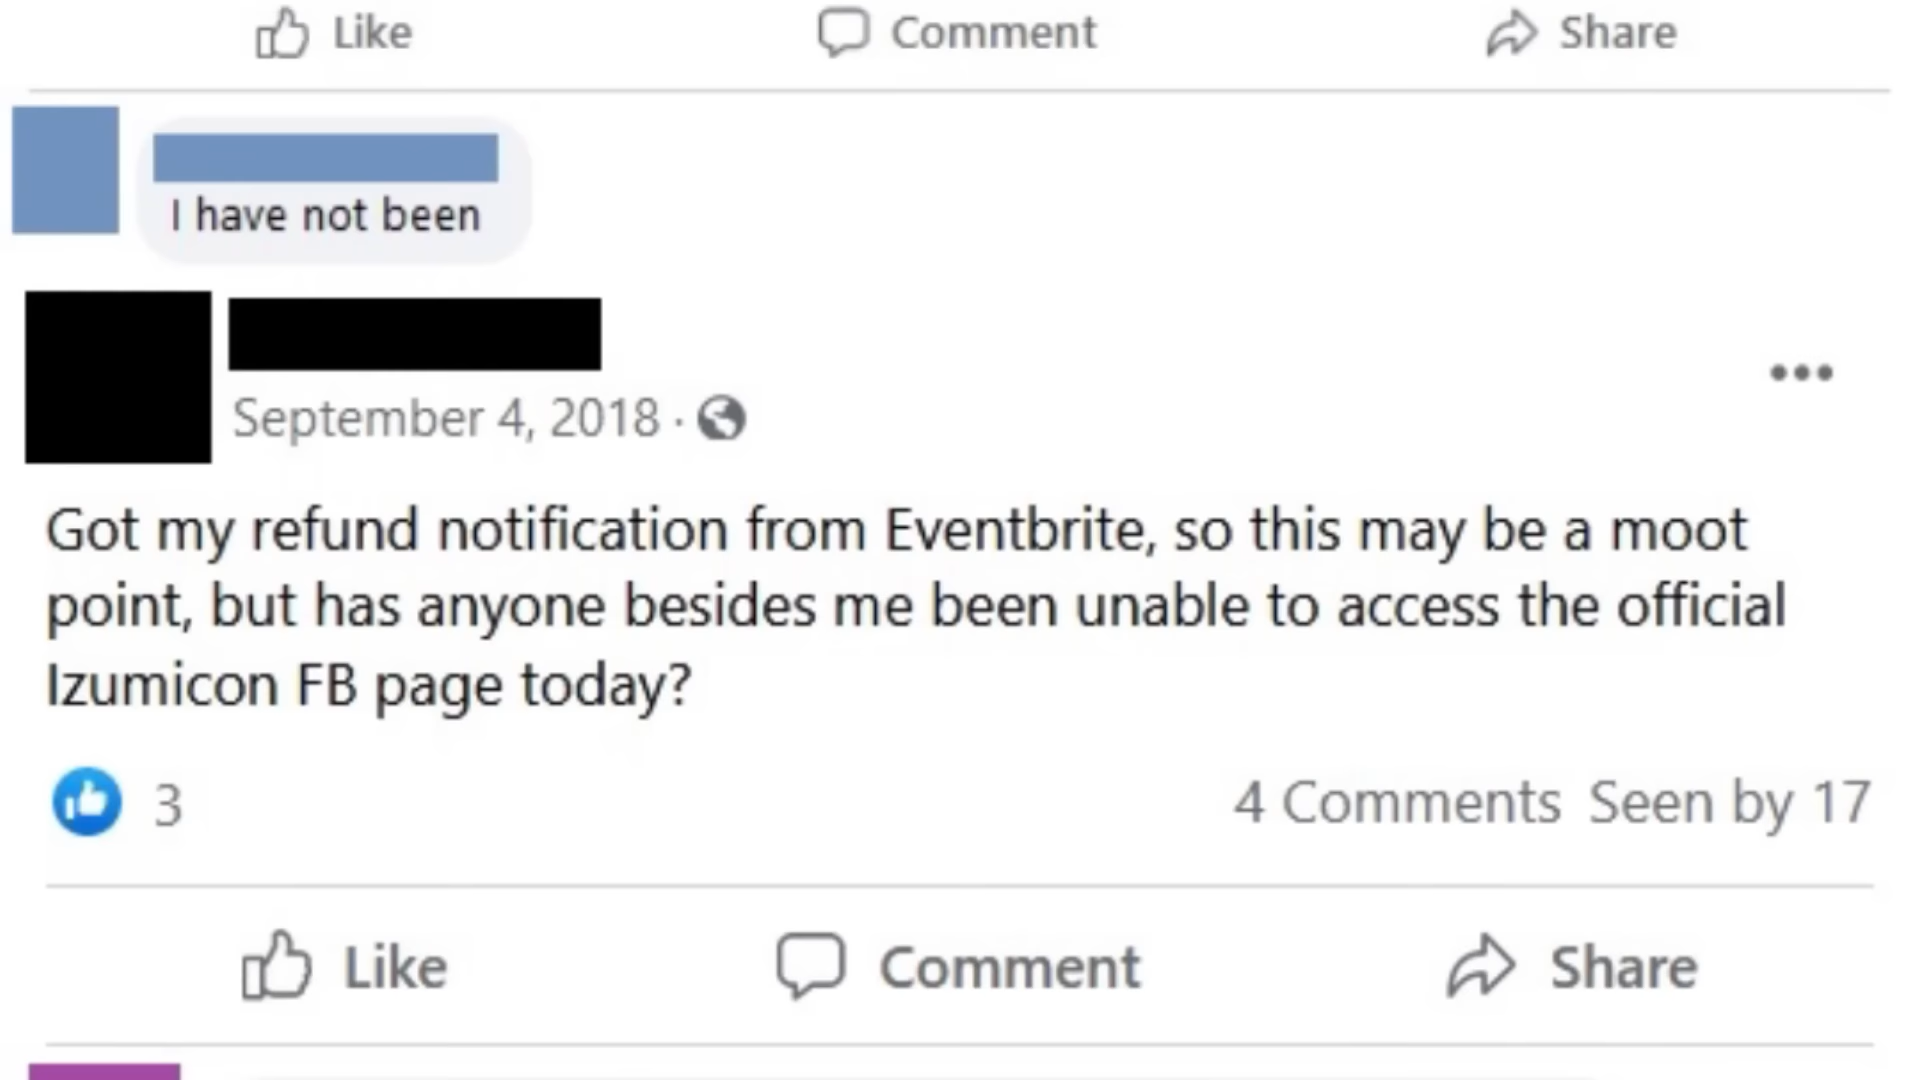 Like Comment Share
I have not been
September 4, 2018 ·
Got my refund notification from Eventbrite, so this may be a moot
point, but has anyone besides me been unable to access the official
Izumicon FB page today?
3 4 Comments Seen by 17
Like Comment Share